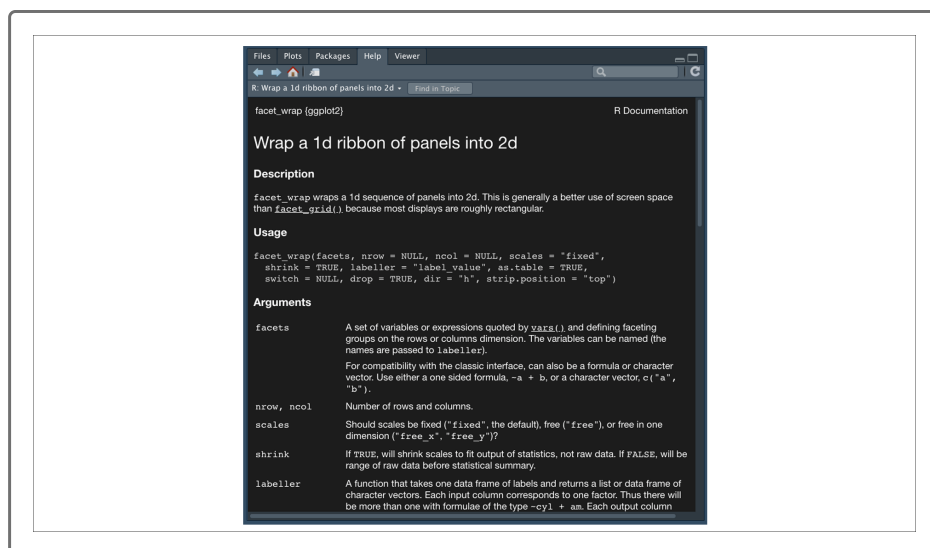 Files Plots Packages Help Viewer
R: Wrap a 1d ribbon of panels into 2d Find in Topic
facet_wrap {ggplot2} R Documentation
Wrap a 1d ribbon of panels into 2d
Description
facet_wrap wraps a 1d sequence of panels into 2d. This is generally a better use of screen space
than facet_grid() because most displays are roughly rectangular.
Usage
facet_wrap(facets, nrow = NULL, ncol = NULL, scales = "fixed",
shrink = TRUE, labeller = "label_value", as.table = TRUE,
switch = NULL, drop = TRUE, dir = "h", strip.position = "top")
Arguments
facets A set of variables or expressions quoted by vars() and defining faceting
groups on the rows or columns dimension. The variables can be named (the
names are passed to labeller).
For compatibility with the classic interface, can also be a formula or character
vector. Use either a one sided formula, ~a + b, or a character vector, c("a",
"b").
nrow, ncol Number of rows and columns.
scales Should scales be fixed ("fixed", the default), free ("free"), or free in one
dimension ("free_x", "free_y")?
shrink If TRUE, will shrink scales to fit output of statistics, not raw data. If FALSE, will be
range of raw data before statistical summary.
labeller A function that takes one data frame of labels and returns a list or data frame of
character vectors. Each input column corresponds to one factor. Thus there will
be more than one with formulae of the type ~cyl + am. Each output column